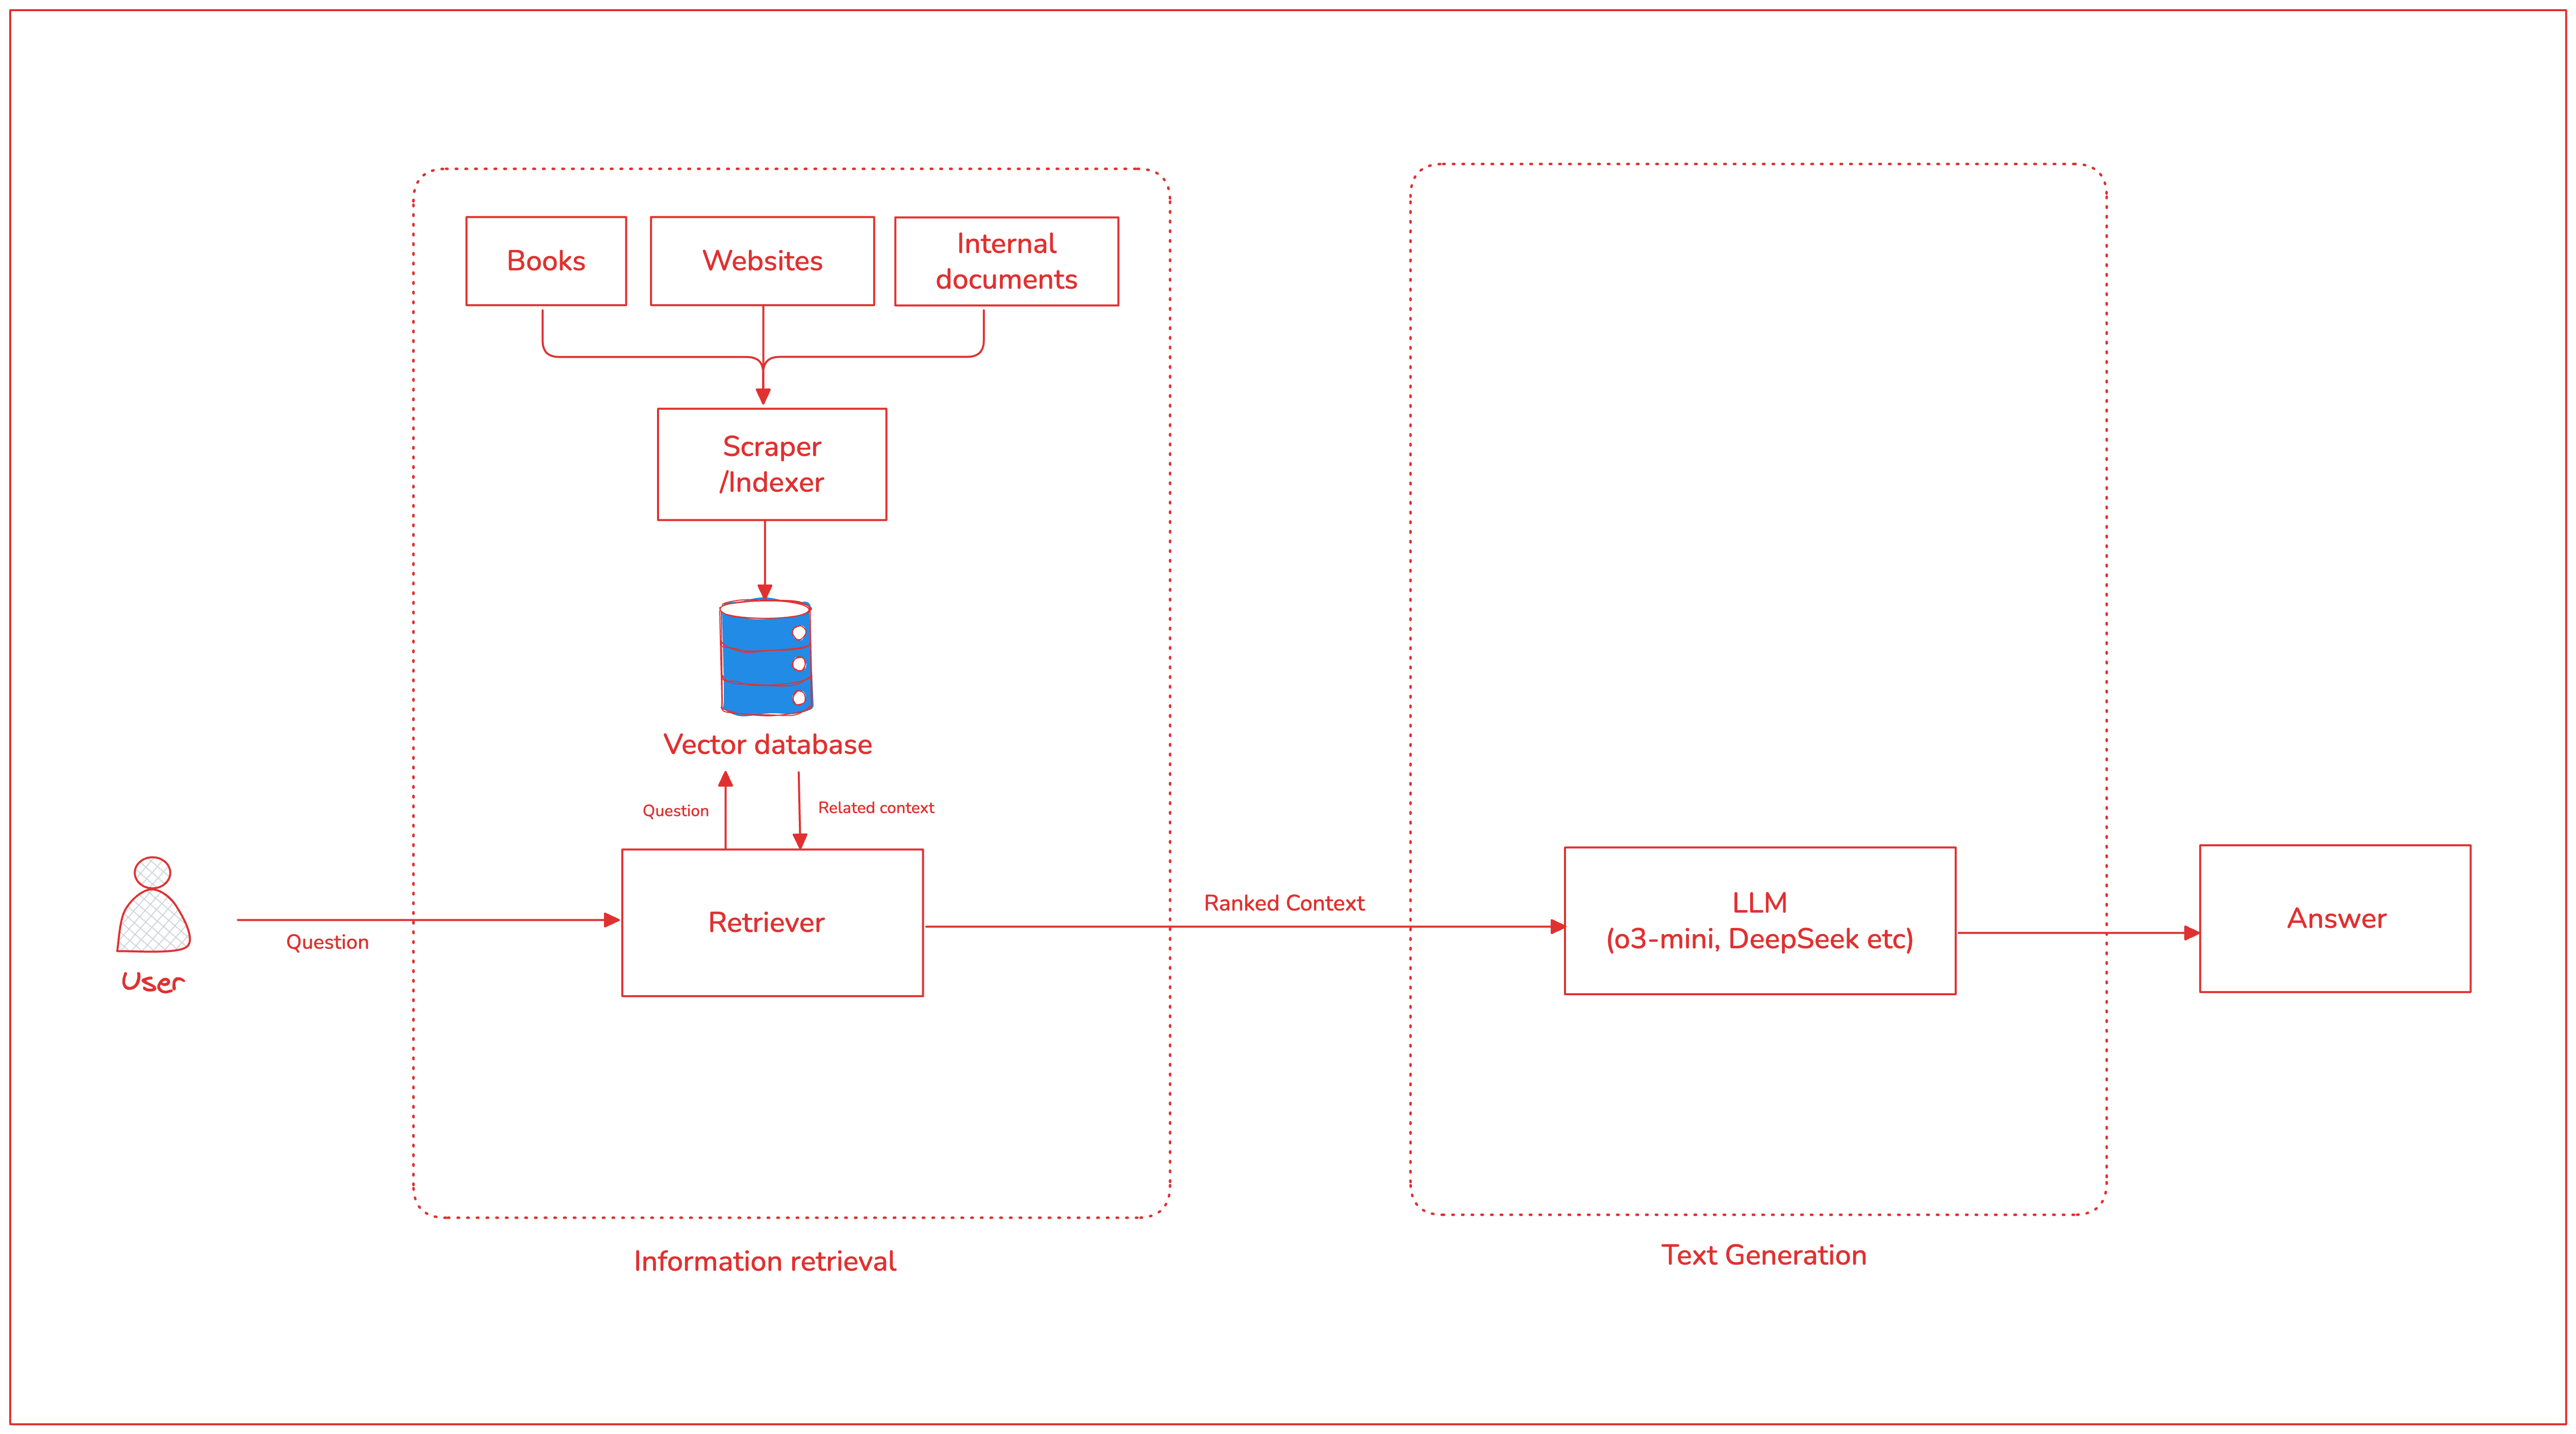 Books
Websites
Internal
documents
Scraper
/Indexer
Vector database
Question
Related context
User
Question
Retriever
Ranked Context
LLM
(o3-mini, DeepSeek etc)
Answer
Information retrieval
Text Generation